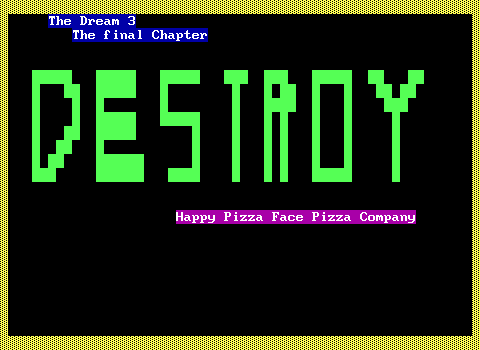 The Dream 3
The final Chapter
DESTROY
Happy Pizza Face Pizza Company